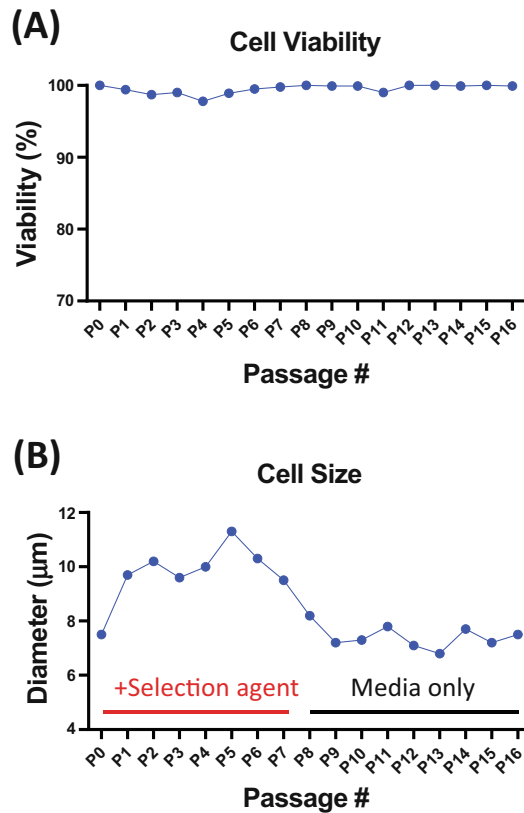 (A)
Cell Viability
Viability (%)
100
90
80
70
P0 P1 P2 P3 P4 P5 P6 P7 P8 P9 P10 P11 P12 P13 P14 P15 P16
Passage #
(B)
Cell Size
Diameter (µm)
12
10
8
6
4
+Selection agent Media only
P0 P1 P2 P3 P4 P5 P6 P7 P8 P9 P10 P11 P12 P13 P14 P15 P16
Passage #